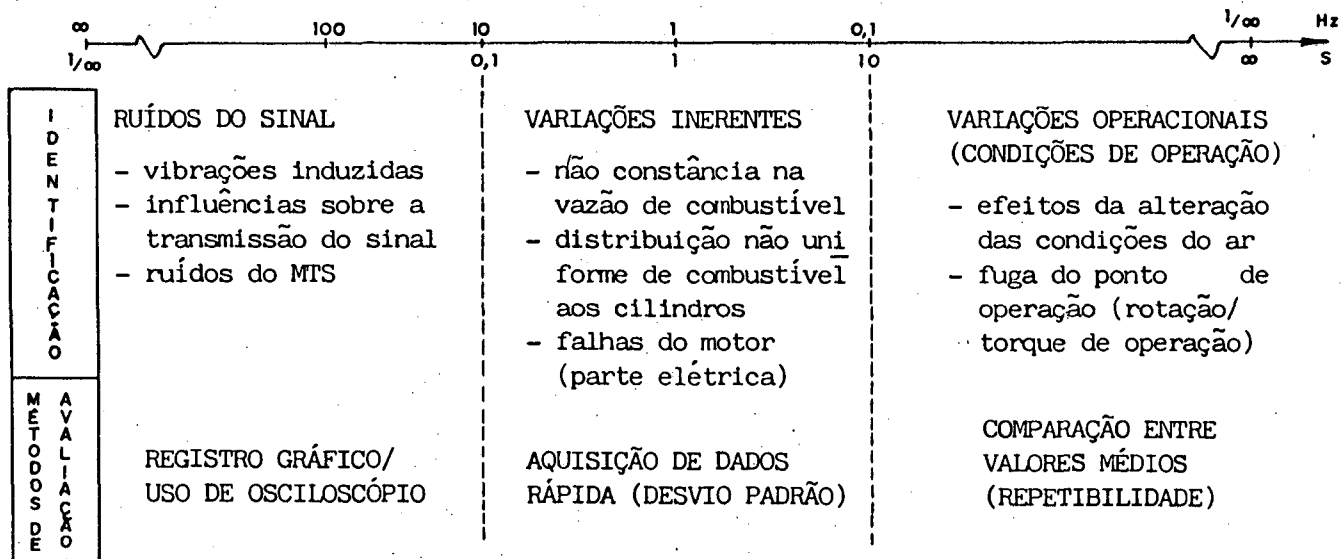 ∞ 100 10 1 0,1 1/∞ Hz
1/∞ 0,1 1 10 ∞ S
IDENTIFICAÇÃO
RUÍDOS DO SINAL
- vibrações induzidas
- influências sobre a
transmissão do sinal
- ruídos do MTS
VARIAÇÕES INERENTES
- não constância na
vazão de combustível
- distribuição não uni
forme de combustível
aos cilindros
- falhas do motor
(parte elétrica)
VARIAÇÕES OPERACIONAIS
(CONDIÇÕES DE OPERAÇÃO)
- efeitos da alteração
das condições do ar
- fuga do ponto de
operação (rotação/
torque de operação)
MÉTODOS DE
AVALIAÇÃO
REGISTRO GRÁFICO/
USO DE OSCILOSCÓPIO
AQUISIÇÃO DE DADOS
RÁPIDA (DESVIO PADRÃO)
COMPARAÇÃO ENTRE
VALORES MÉDIOS
(REPETIBILIDADE)